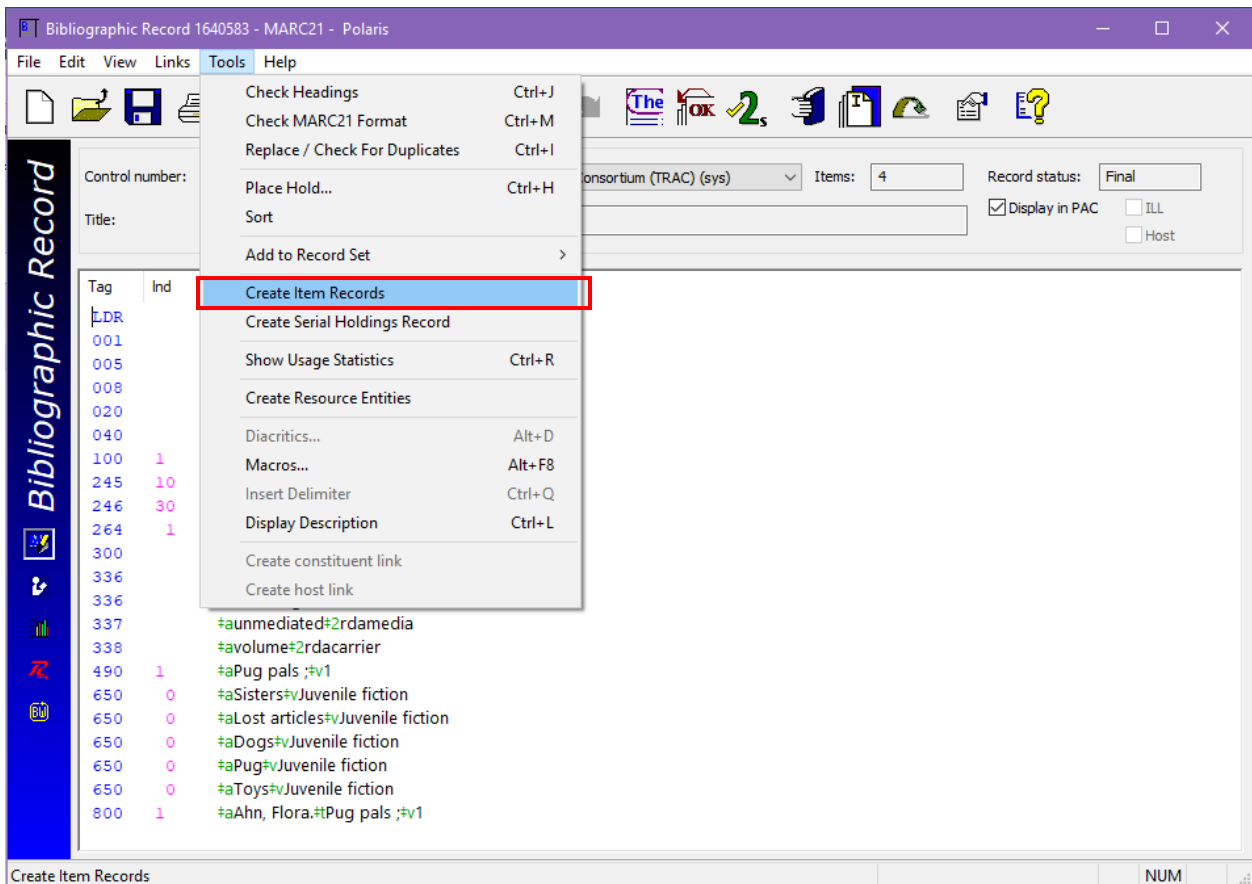 Bibliographic Record 1640583 - MARC21 - Polaris
File Edit View Links Tools Help
The OK 2s I
Check Headings Ctrl+J
Check MARC21 Format Ctrl+M
Replace / Check For Duplicates Ctrl+I
Place Hold... Ctrl+H
Sort
Add to Record Set
Create Item Records
Create Serial Holdings Record
Show Usage Statistics Ctrl+R
Create Resource Entities
Diacritics... Alt+D
Macros... Alt+F8
Insert Delimiter Ctrl+Q
Display Description Ctrl+L
Create constituent link
Create host link
Bibliographic Record
Control number: onsortium (TRAC) (sys) Items: 4 Record status: Final
Title: Display in PAC ILL
Host
Tag Ind
LDR
001
005
008
020
040
100 1
245 10
246 30
264 1
300
336
336
337 ‡aunmediated‡2rdamedia
338 ‡avolume‡2rdacarrier
490 1 ‡aPug pals ;‡v1
650 0 ‡aSisters‡vJuvenile fiction
650 0 ‡aLost articles‡vJuvenile fiction
650 0 ‡aDogs‡vJuvenile fiction
650 0 ‡aPug‡vJuvenile fiction
650 0 ‡aToys‡vJuvenile fiction
800 1 ‡aAhn, Flora.‡tPug pals ;‡v1
Create Item Records NUM